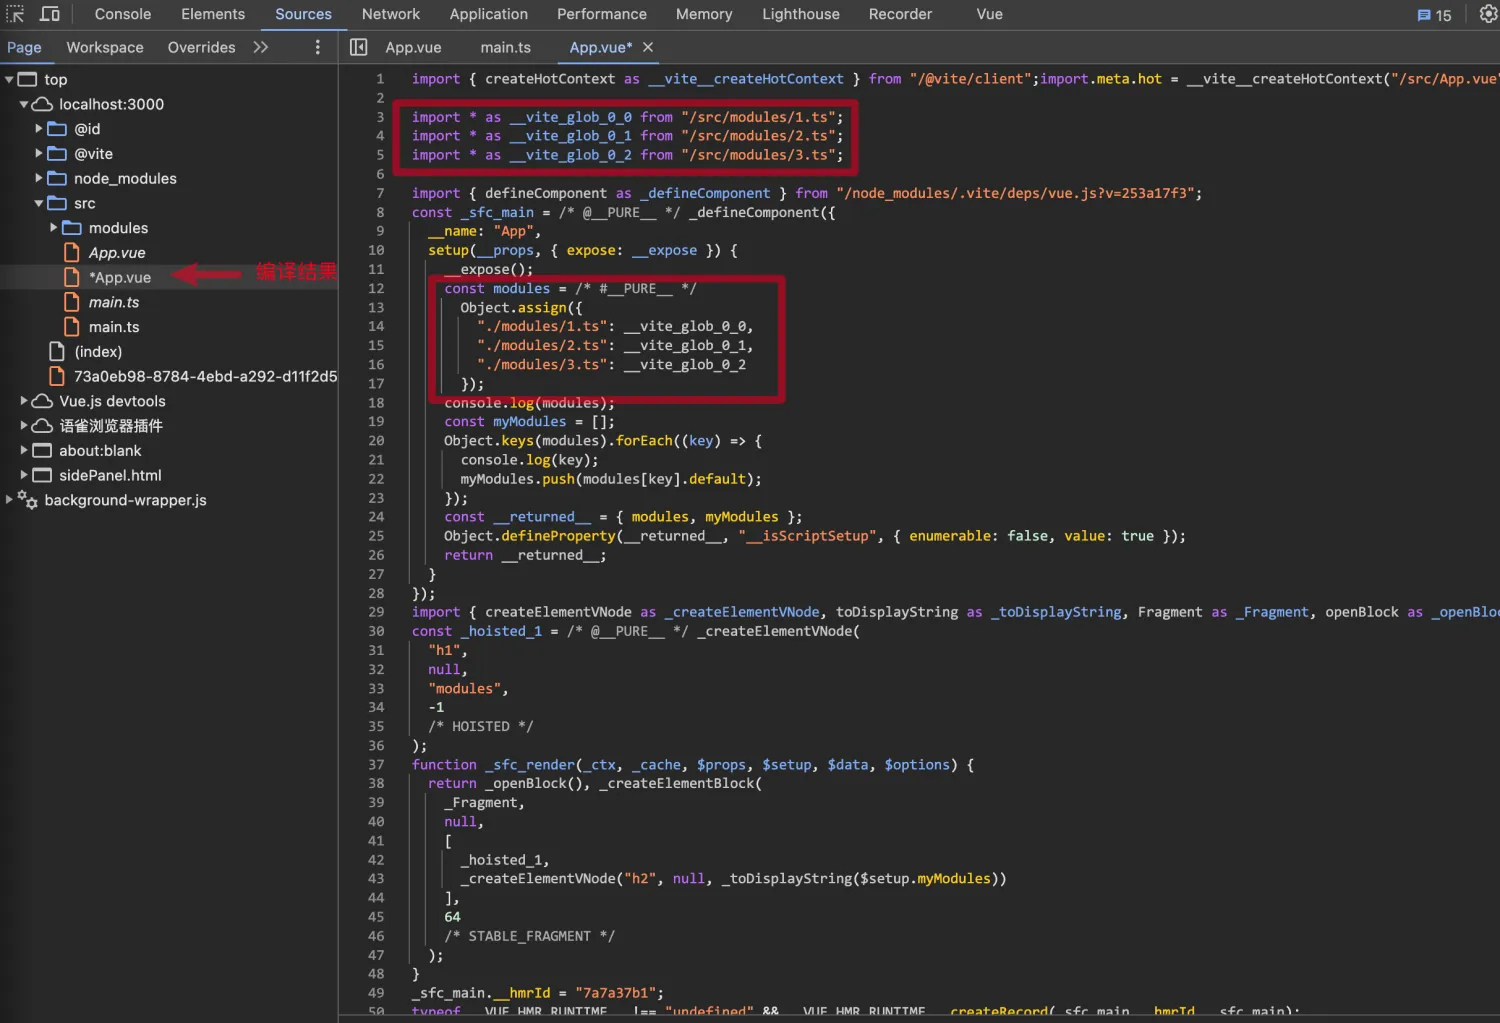 Console Elements Sources Network Application Performance Memory Lighthouse Recorder Vue 15
Page Workspace Overrides
App.vue main.ts App.vue*
top
localhost:3000
@id
@vite
node_modules
src
modules
App.vue
*App.vue
编译结果
main.ts
main.ts
(index)
73a0eb98-8784-4ebd-a292-d11f2d5
Vue.js devtools
语雀浏览器插件
about:blank
sidePanel.html
background-wrapper.js
1 import { createHotContext as __vite__createHotContext } from "/@vite/client";import.meta.hot = __vite__createHotContext("/src/App.vue"
2
3 import * as __vite_glob_0_0 from "/src/modules/1.ts";
4 import * as __vite_glob_0_1 from "/src/modules/2.ts";
5 import * as __vite_glob_0_2 from "/src/modules/3.ts";
6
7 import { defineComponent as _defineComponent } from "/node_modules/.vite/deps/vue.js?v=253a17f3";
8 const _sfc_main = /* @__PURE__ */ _defineComponent({
9 __name: "App",
10 setup(__props, { expose: __expose }) {
11 __expose();
12 const modules = /* #__PURE__ */
13 Object.assign({
14 "./modules/1.ts": __vite_glob_0_0,
15 "./modules/2.ts": __vite_glob_0_1,
16 "./modules/3.ts": __vite_glob_0_2
17 });
18 console.log(modules);
19 const myModules = [];
20 Object.keys(modules).forEach((key) => {
21 console.log(key);
22 myModules.push(modules[key].default);
23 });
24 const __returned__ = { modules, myModules };
25 Object.defineProperty(__returned__, "__isScriptSetup", { enumerable: false, value: true });
26 return __returned__;
27 }
28 });
29 import { createElementVNode as _createElementVNode, toDisplayString as _toDisplayString, Fragment as _Fragment, openBlock as _openBloc
30 const _hoisted_1 = /* @__PURE__ */ _createElementVNode(
31 "h1",
32 null,
33 "modules",
34 -1
35 /* HOISTED */
36 );
37 function _sfc_render(_ctx, _cache, $props, $setup, $data, $options) {
38 return _openBlock(), _createElementBlock(
39 _Fragment,
40 null,
41 [
42 _hoisted_1,
43 _createElementVNode("h2", null, _toDisplayString($setup.myModules))
44 ],
45 64
46 /* STABLE_FRAGMENT */
47 );
48 }
49 _sfc_main.__hmrId = "7a7a37b1";
50 typeof __VUE_HMR_RUNTIME__ !== "undefined" && __VUE_HMR_RUNTIME__.createRecord(_sfc_main.__hmrId, _sfc_main);